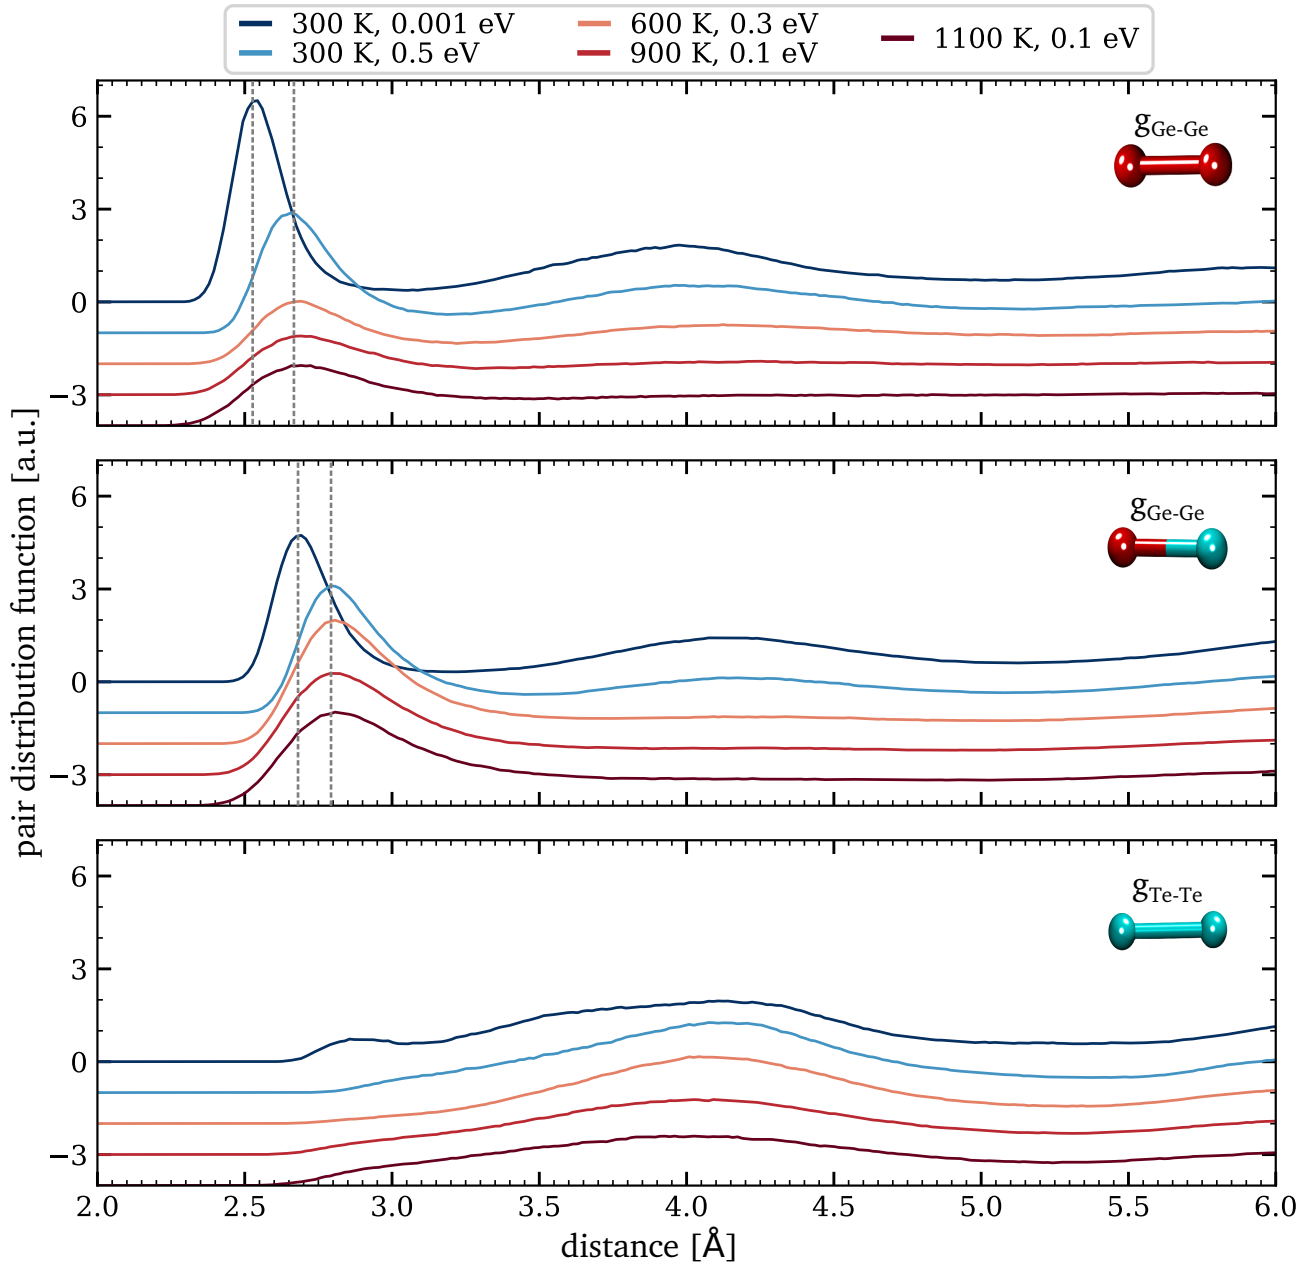 300 K, 0.001 eV
300 K, 0.5 eV
600 K, 0.3 eV
900 K, 0.1 eV
1100 K, 0.1 eV
pair distribution function [a.u.]
6
3
0
−3
gGe-Ge
6
3
0
−3
gGe-Ge
6
3
0
−3
gTe-Te
2.0 2.5 3.0 3.5 4.0 4.5 5.0 5.5 6.0
distance [Å]